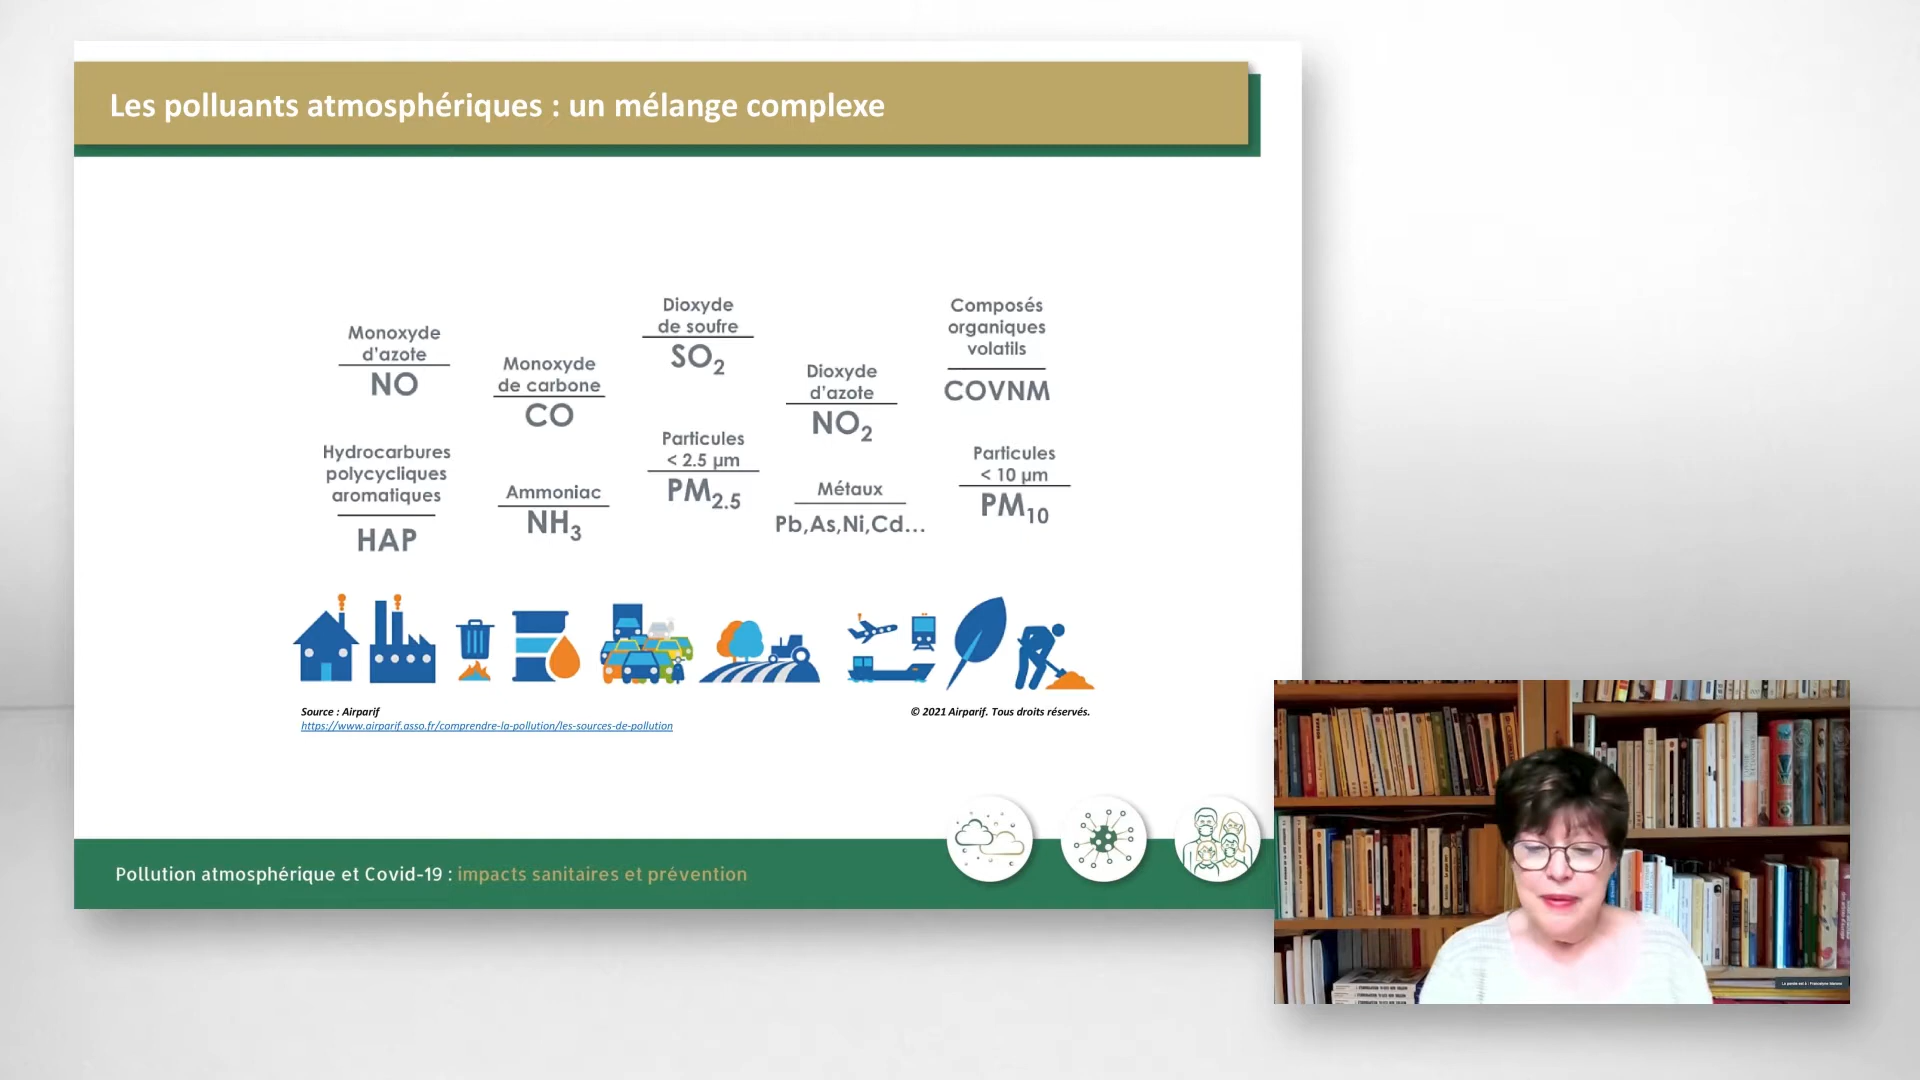 Les polluants atmosphériques : un mélange complexe
Monoxyde
d'azote
NO
Monoxyde
de carbone
CO
Dioxyde
de soufre
SO₂
Dioxyde
d'azote
NO₂
Composés
organiques
volatils
COVNM
Hydrocarbures
polycycliques
aromatiques
HAP
Ammoniac
NH₃
Particules
< 2.5 µm
PM₂.₅
Métaux
Pb,As,Ni,Cd...
Particules
< 10 µm
PM₁₀
Source : Airparif
https://www.airparif.asso.fr/comprendre-la-pollution/les-sources-de-pollution
© 2021 Airparif. Tous droits réservés.
Pollution atmosphérique et Covid-19 : impacts sanitaires et prévention